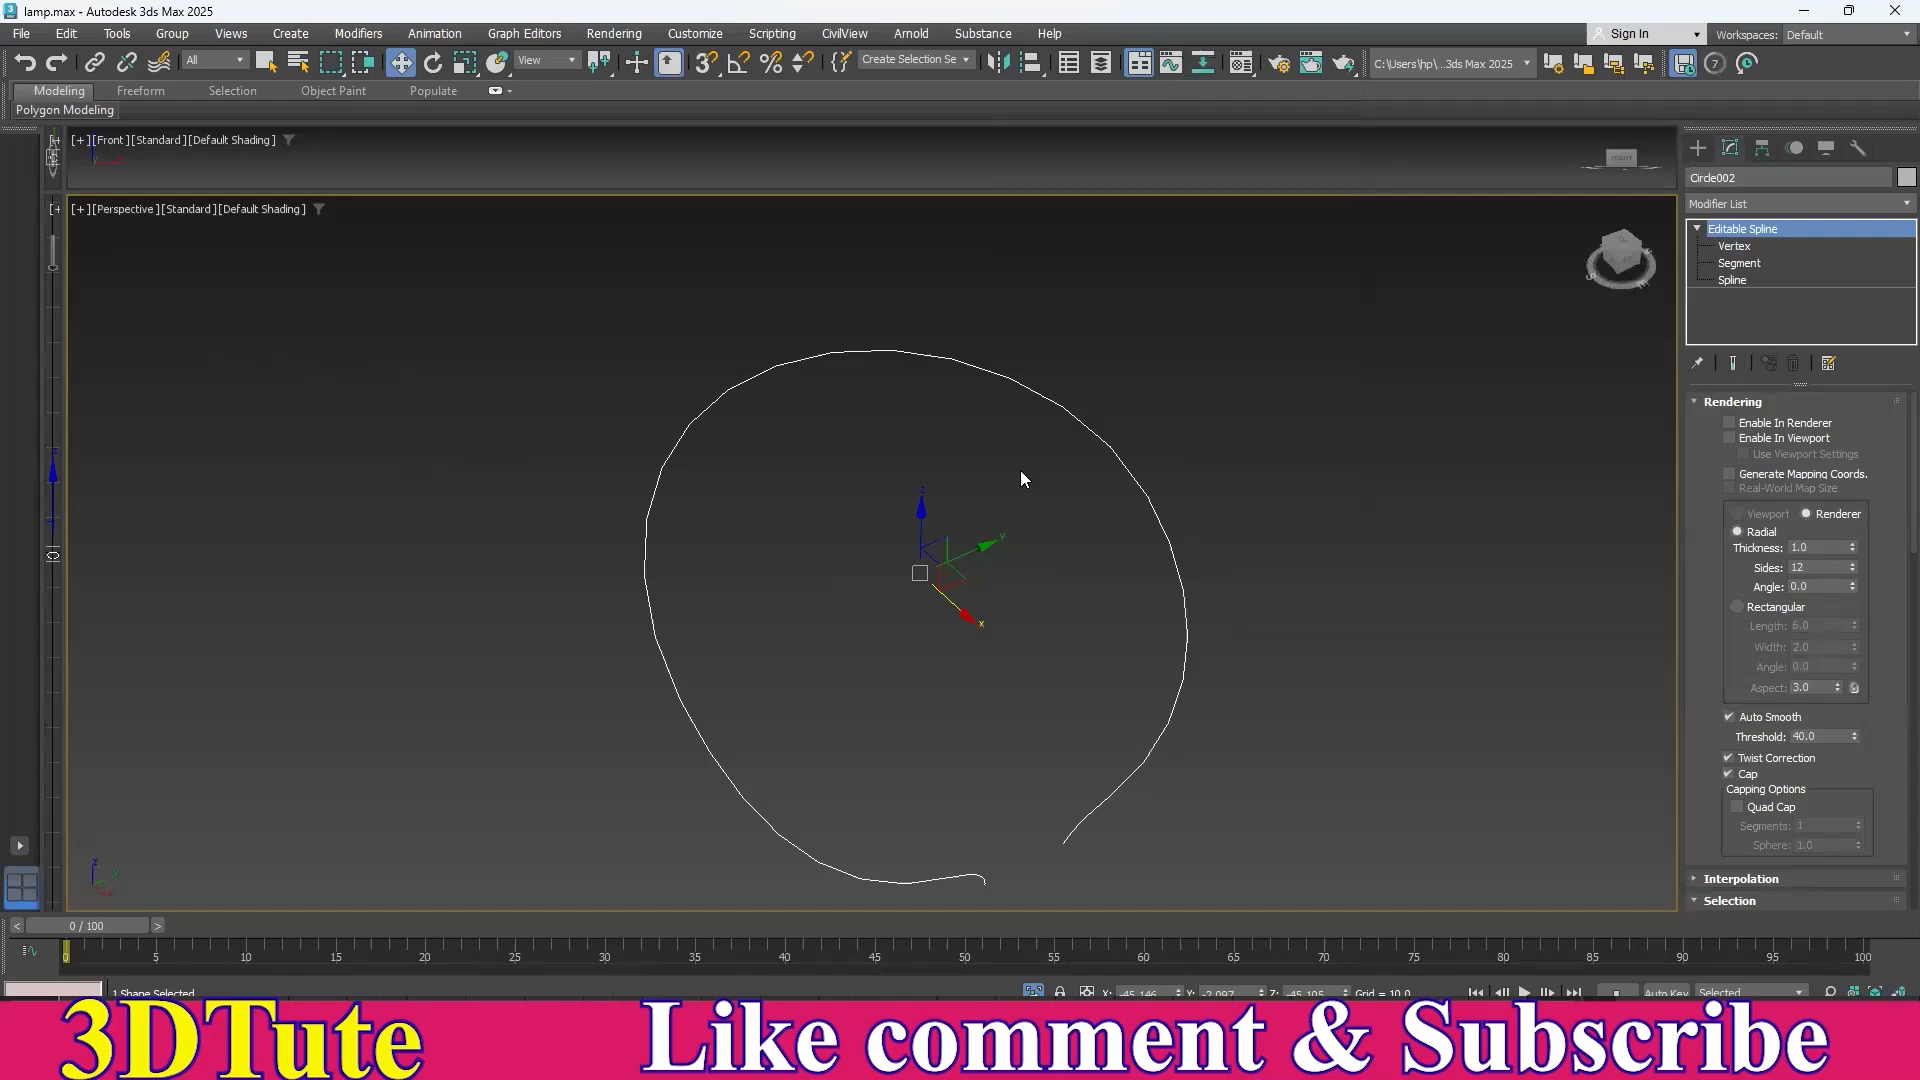 lamp.max - Autodesk 3ds Max 2025
File Edit Tools Group Views Create Modifiers Animation Graph Editors Rendering Customize Scripting CivilView Arnold Substance Help Sign In Workspaces: Default
All View Create Selection Se C:\Users\hp\...3ds Max 2025
Modeling Freeform Selection Object Paint Populate
Polygon Modeling
[+][Front][Standard][Default Shading]
FRONT
Circle002
Modifier List
[+][Perspective][Standard][Default Shading]
Editable Spline
Vertex
Segment
Spline
Rendering
Enable In Renderer
Enable In Viewport
Use Viewport Settings
Generate Mapping Coords.
Real-World Map Size
Viewport Renderer
Radial
Thickness: 1.0
Sides: 12
Angle: 0.0
Rectangular
Length: 6.0
Width: 2.0
Angle: 0.0
Aspect: 3.0
Auto Smooth
Threshold: 40.0
Twist Correction
Cap
Capping Options
Quad Cap
Segments: 1
Sphere: 1.0
Interpolation
Selection
z
y
x
0 / 100
0 5 10 15 20 25 30 35 40 45 50 55 60 65 70 75 80 85 90 95 100
1 Shape Selected X: -45.146 Y: -2.097 Z: -45.105 Grid = 10.0 Auto Key Selected
3DTute Like comment & Subscribe